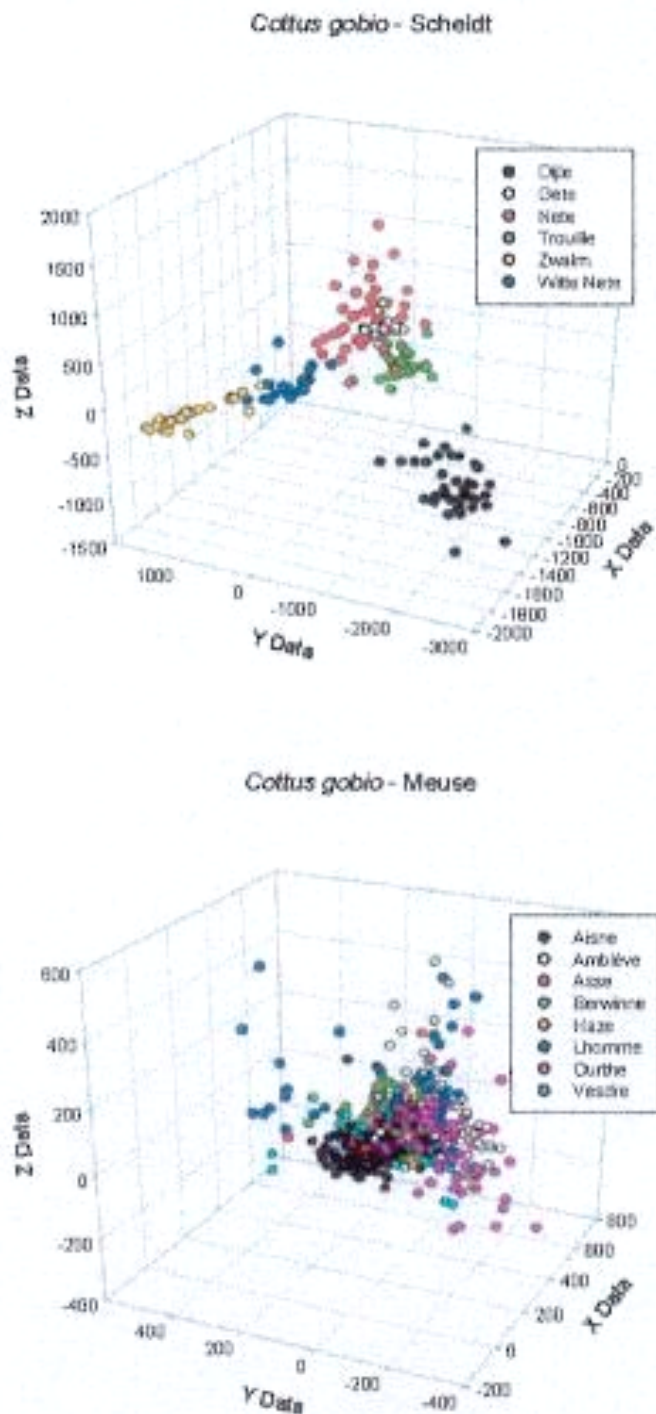 Cottus gobio - Scheldt
Dijle
Gete
Nete
Trouille
Zwalm
Witte Nete
2000
1500
1000
500
0
-500
-1000
-1500
Z Data
1000
0
-1000
-2000
-3000
Y Data
0
-200
-400
-600
-800
-1000
-1200
-1400
-1600
-1800
-2000
X Data
Cottus gobio - Meuse
Aisne
Amblève
Asse
Berwinne
Haze
Lhomme
Ourthe
Vesdre
600
400
200
0
-200
-400
Z Data
400
200
0
-200
-400
Y Data
800
600
400
200
0
-200
X Data